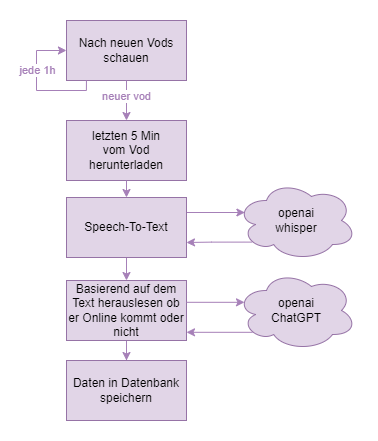 Nach neuen Vods
schauen
jede 1h
neuer vod
letzten 5 Min
vom Vod
herunterladen
Speech-To-Text
openai
whisper
Basierend auf dem
Text herauslesen ob
er Online kommt oder
nicht
openai
ChatGPT
Daten in Datenbank
speichern